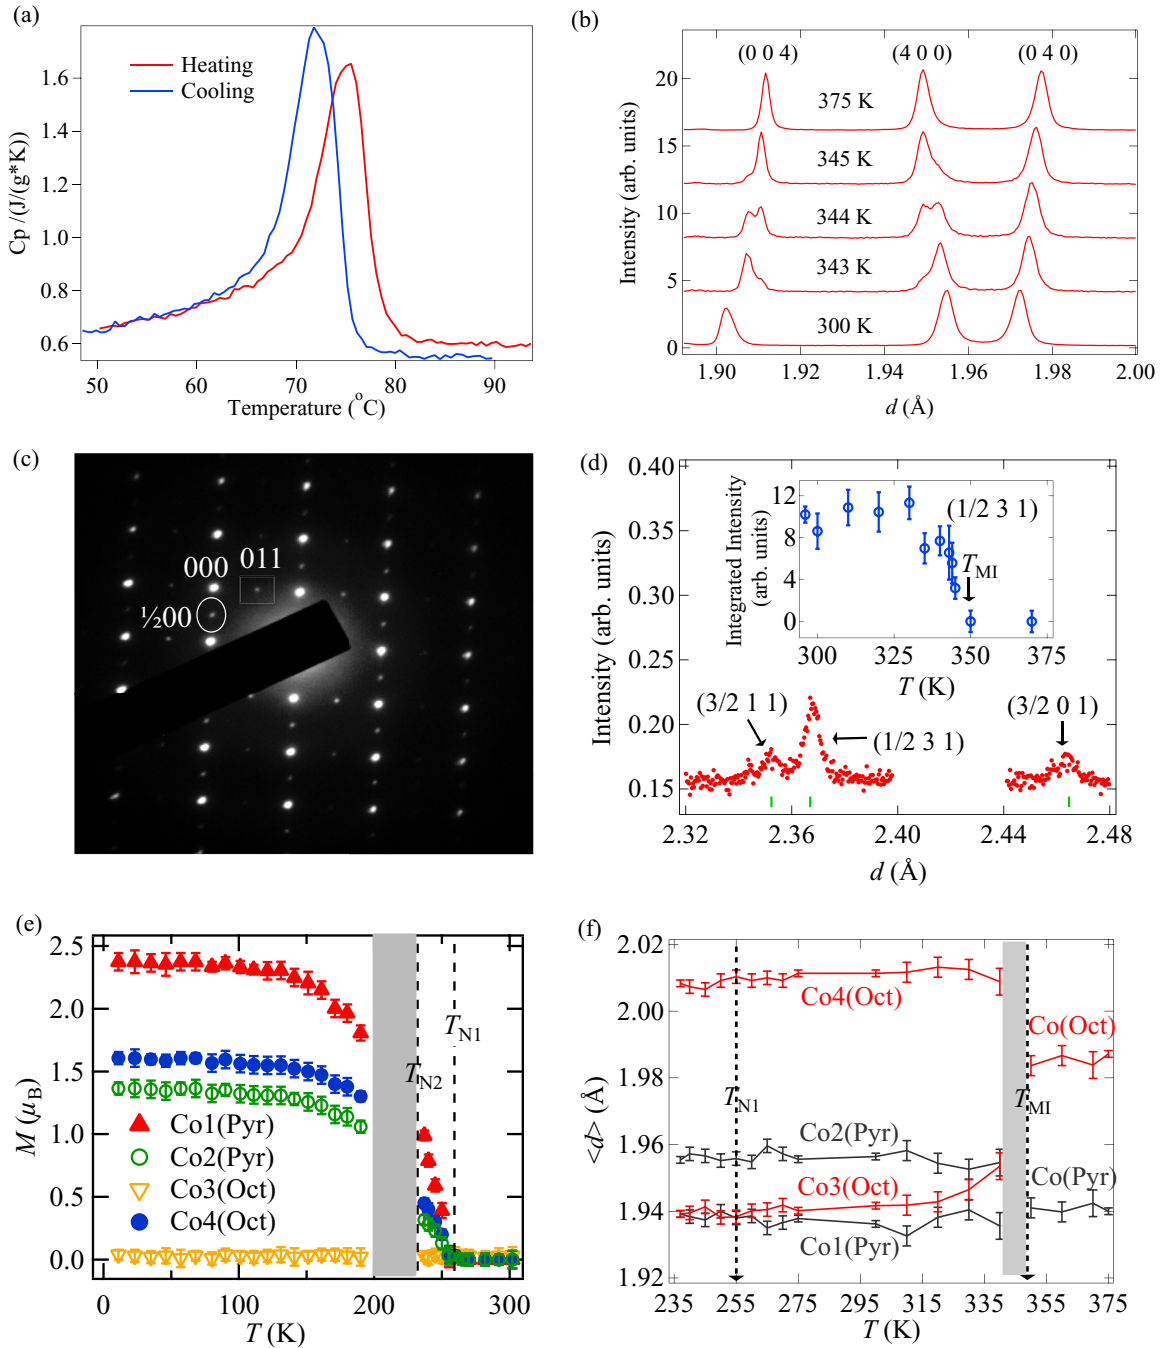 (a)
Heating
Cooling
1.6
1.4
1.2
1.0
0.8
0.6
Cp /(J/(g*K))
50 60 70 80 90
Temperature (°C)
(b)
(0 0 4) (4 0 0) (0 4 0)
375 K
345 K
344 K
343 K
300 K
20
15
10
5
0
Intensity (arb. units)
1.90 1.92 1.94 1.96 1.98 2.00
d (Å)
(c)
000 011
½00
(d)
0.40
0.35
0.30
0.25
0.20
0.15
Intensity (arb. units)
12
8
4
0
Integrated Intensity
(arb. units)
(1/2 3 1)
T_MI
300 325 350 375
T (K)
(3/2 1 1)
(1/2 3 1)
(3/2 0 1)
2.32 2.36 2.40 2.44 2.48
d (Å)
(e)
2.5
2.0
1.5
1.0
0.5
0.0
M (μ_B)
T_N1
T_N2
Co1(Pyr)
Co2(Pyr)
Co3(Oct)
Co4(Oct)
0 100 200 300
T (K)
(f)
2.02
2.00
1.98
1.96
1.94
1.92
<d> (Å)
Co4(Oct)
Co(Oct)
T_N1
T_MI
Co2(Pyr)
Co3(Oct)
Co(Pyr)
Co1(Pyr)
235 255 275 295 315 335 355 375
T (K)